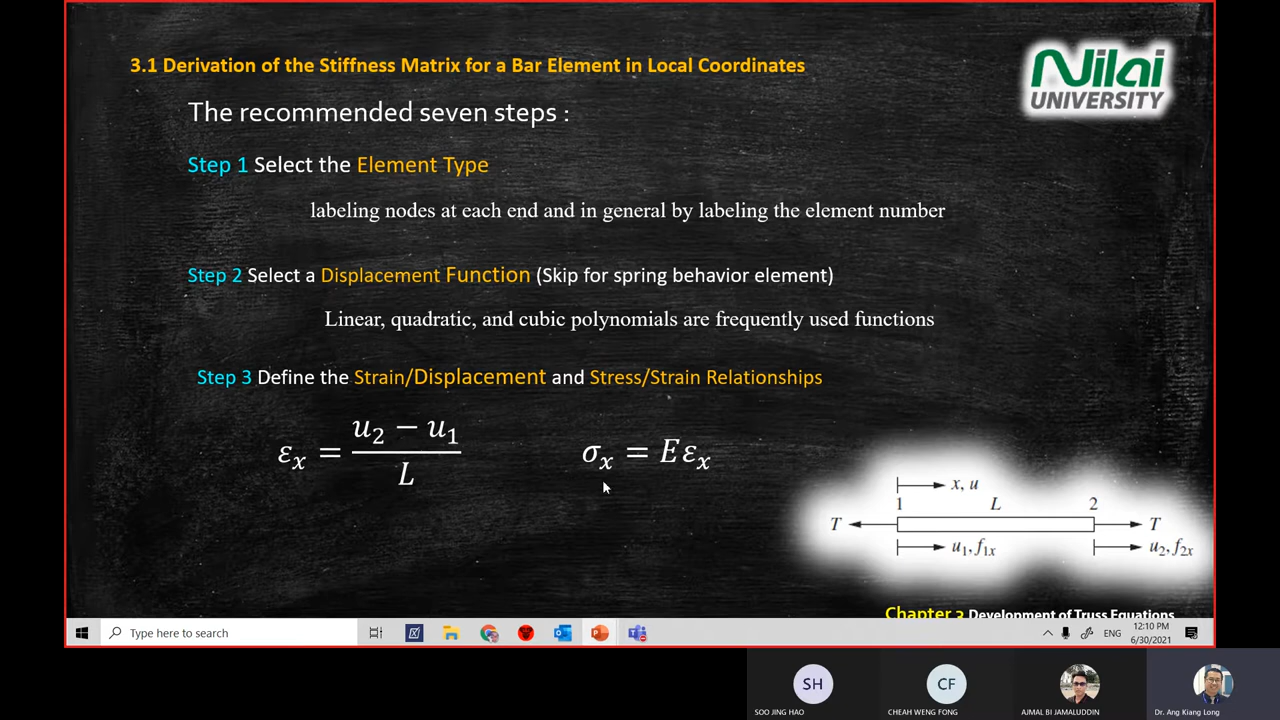 3.1 Derivation of the Stiffness Matrix for a Bar Element in Local Coordinates
Nilai
UNIVERSITY
The recommended seven steps :
Step 1 Select the Element Type
labeling nodes at each end and in general by labeling the element number
Step 2 Select a Displacement Function (Skip for spring behavior element)
Linear, quadratic, and cubic polynomials are frequently used functions
Step 3 Define the Strain/Displacement and Stress/Strain Relationships
εₓ = (u₂ − u₁)/L
σₓ = Eεₓ
x, u
1 L 2
T T
u₁, f₁ₓ u₂, f₂ₓ
Chapter 3 Development of Truss Equations
Type here to search
ENG
12:10 PM
6/30/2021
SH
CF
SOO JING HAO
CHEAH WENG FONG
AJMAL BI JAMALUDDIN
Dr. Ang Kiang Long